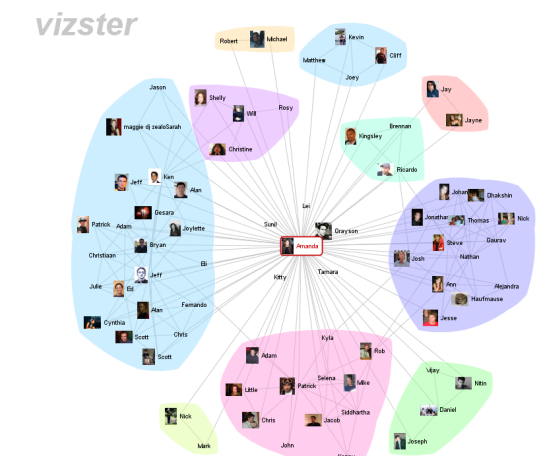 vizster
Robert
Michael
Kevin
Cliff
Matthew
Joey
Jason
Shelly
Will
Rosy
Christine
Jay
Jayne
Brennan
Kingsley
Ricardo
maggie dj zealoSarah
Ken
Jeff
Alan
Gesara
Patrick
Adam
Joylette
Bryan
Christiaan
Eli
Jeff
Julie
Ed
Fernando
Alan
Cynthia
Scott
Chris
Scott
Lei
Sunil
Grayson
Amanda
Kitty
Tamara
Johan
Dhakshin
Jonathan
Thomas
Nick
Steve
Gaurav
Josh
Nathan
Ann
Alejandra
Haufmause
Jesse
Kyla
Adam
Rob
Selena
Little
Patrick
Mike
Siddhartha
Chris
Jacob
John
Nick
Mark
Vijay
Nitin
Daniel
Joseph